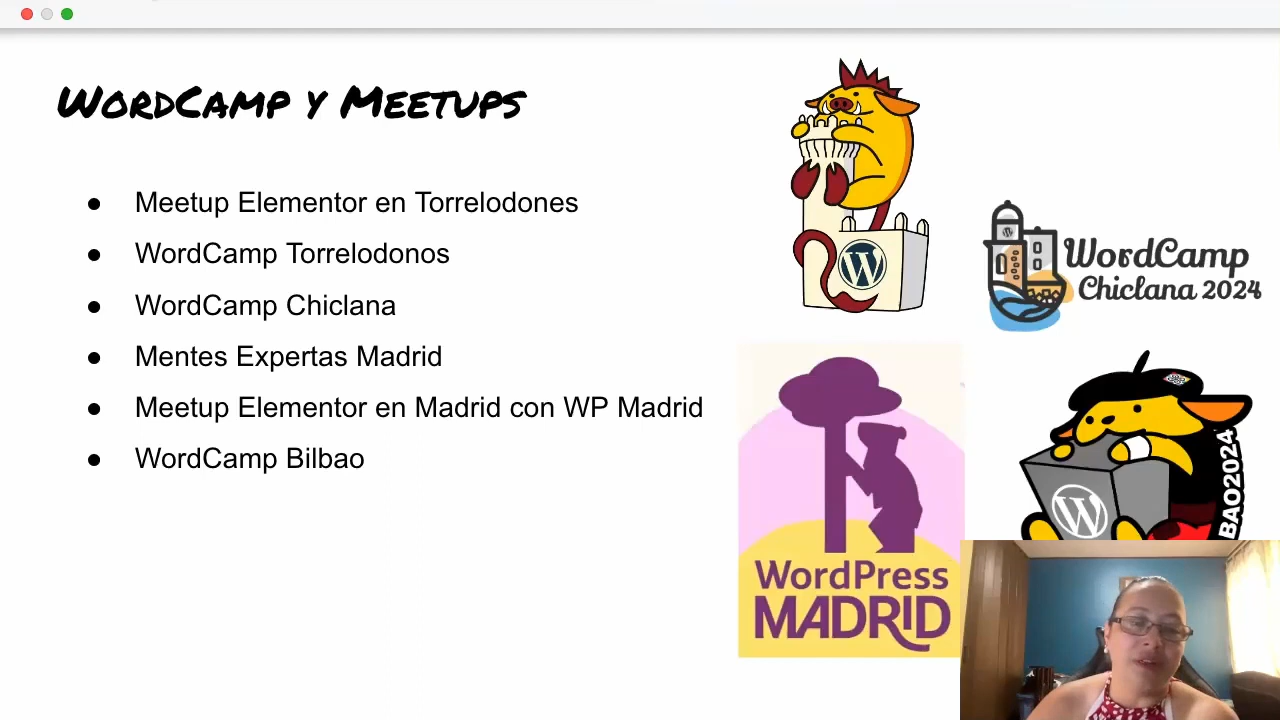 WordCamp y Meetups
● Meetup Elementor en Torrelodones
● WordCamp Torrelodonos
● WordCamp Chiclana
● Mentes Expertas Madrid
● Meetup Elementor en Madrid con WP Madrid
● WordCamp Bilbao
WordCamp
Chiclana 2024
BAO2024
WordPress
MADRID